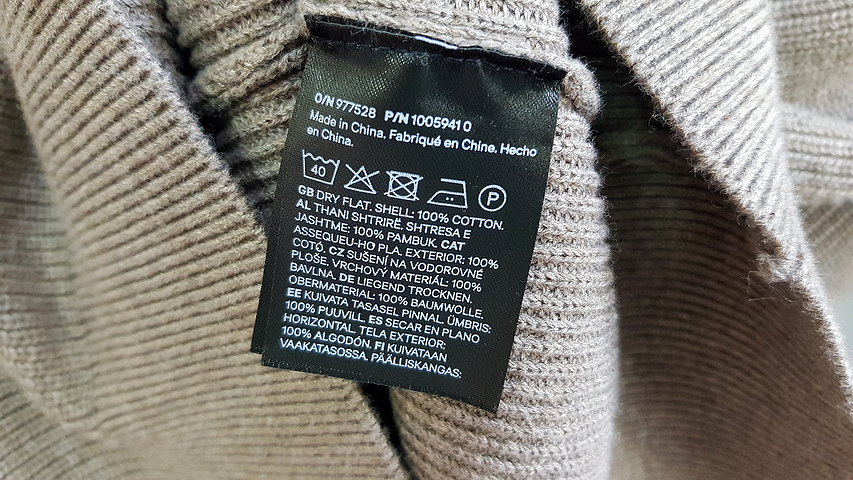 O/N 977528 P/N 1005941 0
Made in China. Fabriqué en Chine. Hecho
en China.
40
P
GB DRY FLAT. SHELL: 100% COTTON.
AL THANI SHTRIRË. SHTRESA E
JASHTME: 100% PAMBUK. CAT
ASSEQUEU-HO PLA. EXTERIOR: 100%
COTÓ. CZ SUŠENÍ NA VODOROVNÉ
PLOŠE. VRCHOVÝ MATERIÁL: 100%
BAVLNA. DE LIEGEND TROCKNEN.
OBERMATERIAL: 100% BAUMWOLLE.
EE KUIVATA TASASEL PINNAL. ÜMBRIS:
100% PUUVILL. ES SECAR EN PLANO
HORIZONTAL. TELA EXTERIOR:
100% ALGODÓN. FI KUIVATAAN
VAAKATASOSSA. PÄÄLLISKANGAS: